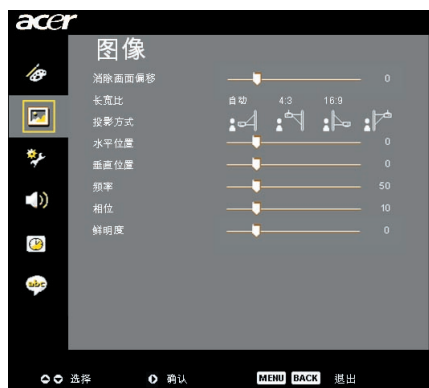 acer
图像
消除画面偏移 0
长宽比 自动 4:3 16:9
投影方式
水平位置 0
垂直位置 0
频率 50
相位 10
鲜明度 0
abc
选择 确认 MENU BACK 退出